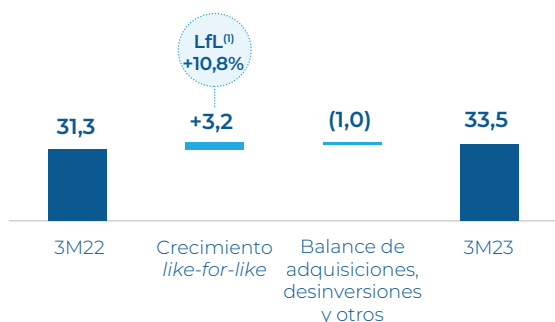 LfL(1)
+10,8%
31,3
+3,2
(1,0)
33,5
3M22
Crecimiento
like-for-like
Balance de
adquisiciones,
desinversiones
y otros
3M23